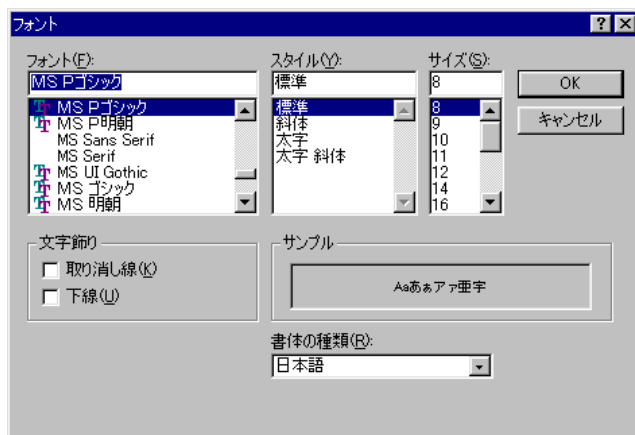 フォント
フォント(F):
MS Pゴシック
MS Pゴシック
MS P明朝
MS Sans Serif
MS Serif
MS UI Gothic
MS ゴシック
MS 明朝
スタイル(Y):
標準
標準
斜体
太字
太字 斜体
サイズ(S):
8
8
9
10
11
12
14
16
OK
キャンセル
文字飾り
取り消し線(K)
下線(U)
サンプル
Aaあぁアァ亜宇
書体の種類(R):
日本語